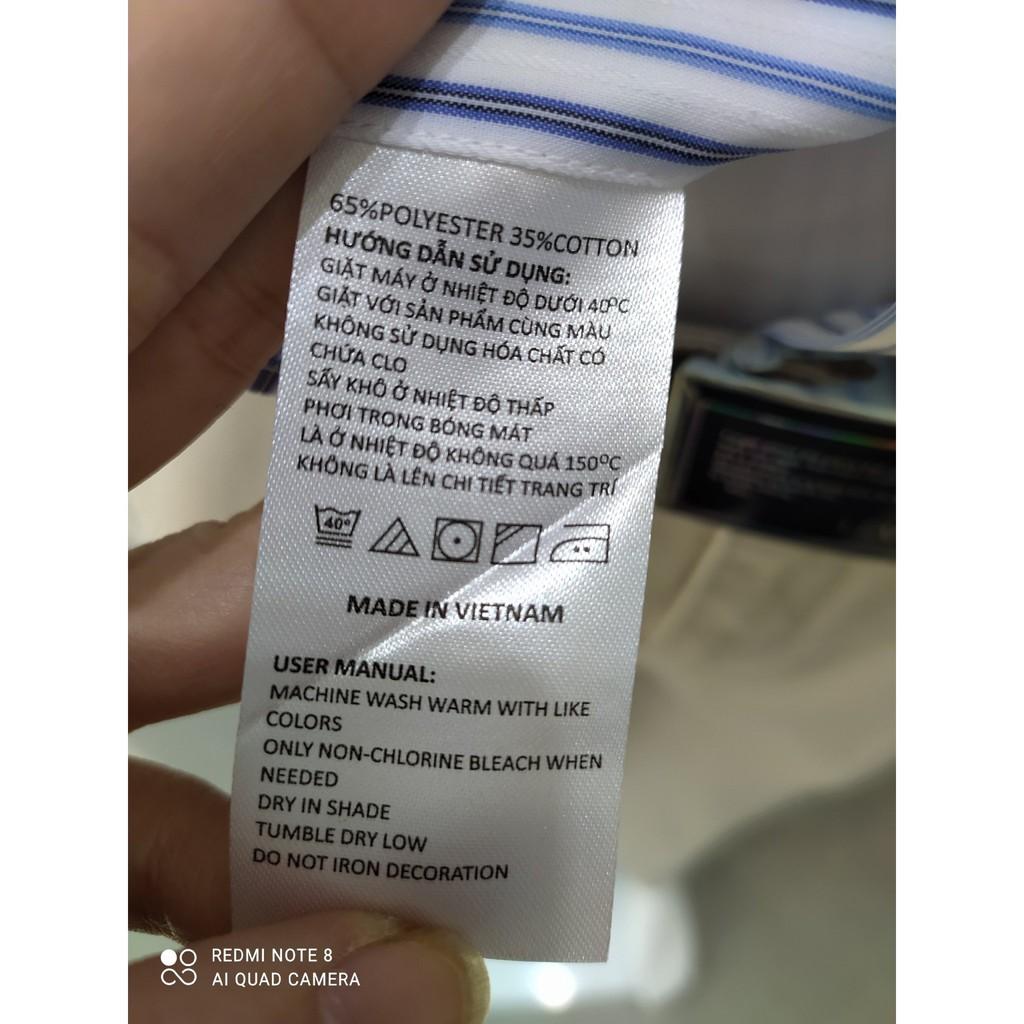 65%POLYESTER 35%COTTON
HƯỚNG DẪN SỬ DỤNG:
GIẶT MÁY Ở NHIỆT ĐỘ DƯỚI 40ºC
GIẶT VỚI SẢN PHẨM CÙNG MÀU
KHÔNG SỬ DỤNG HÓA CHẤT CÓ
CHỨA CLO
SẤY KHÔ Ở NHIỆT ĐỘ THẤP
PHƠI TRONG BÓNG MÁT
LÀ Ở NHIỆT ĐỘ KHÔNG QUÁ 150ºC
KHÔNG LÀ LÊN CHI TIẾT TRANG TRÍ
40º
MADE IN VIETNAM
USER MANUAL:
MACHINE WASH WARM WITH LIKE
COLORS
ONLY NON-CHLORINE BLEACH WHEN
NEEDED
DRY IN SHADE
TUMBLE DRY LOW
DO NOT IRON DECORATION
REDMI NOTE 8
AI QUAD CAMERA